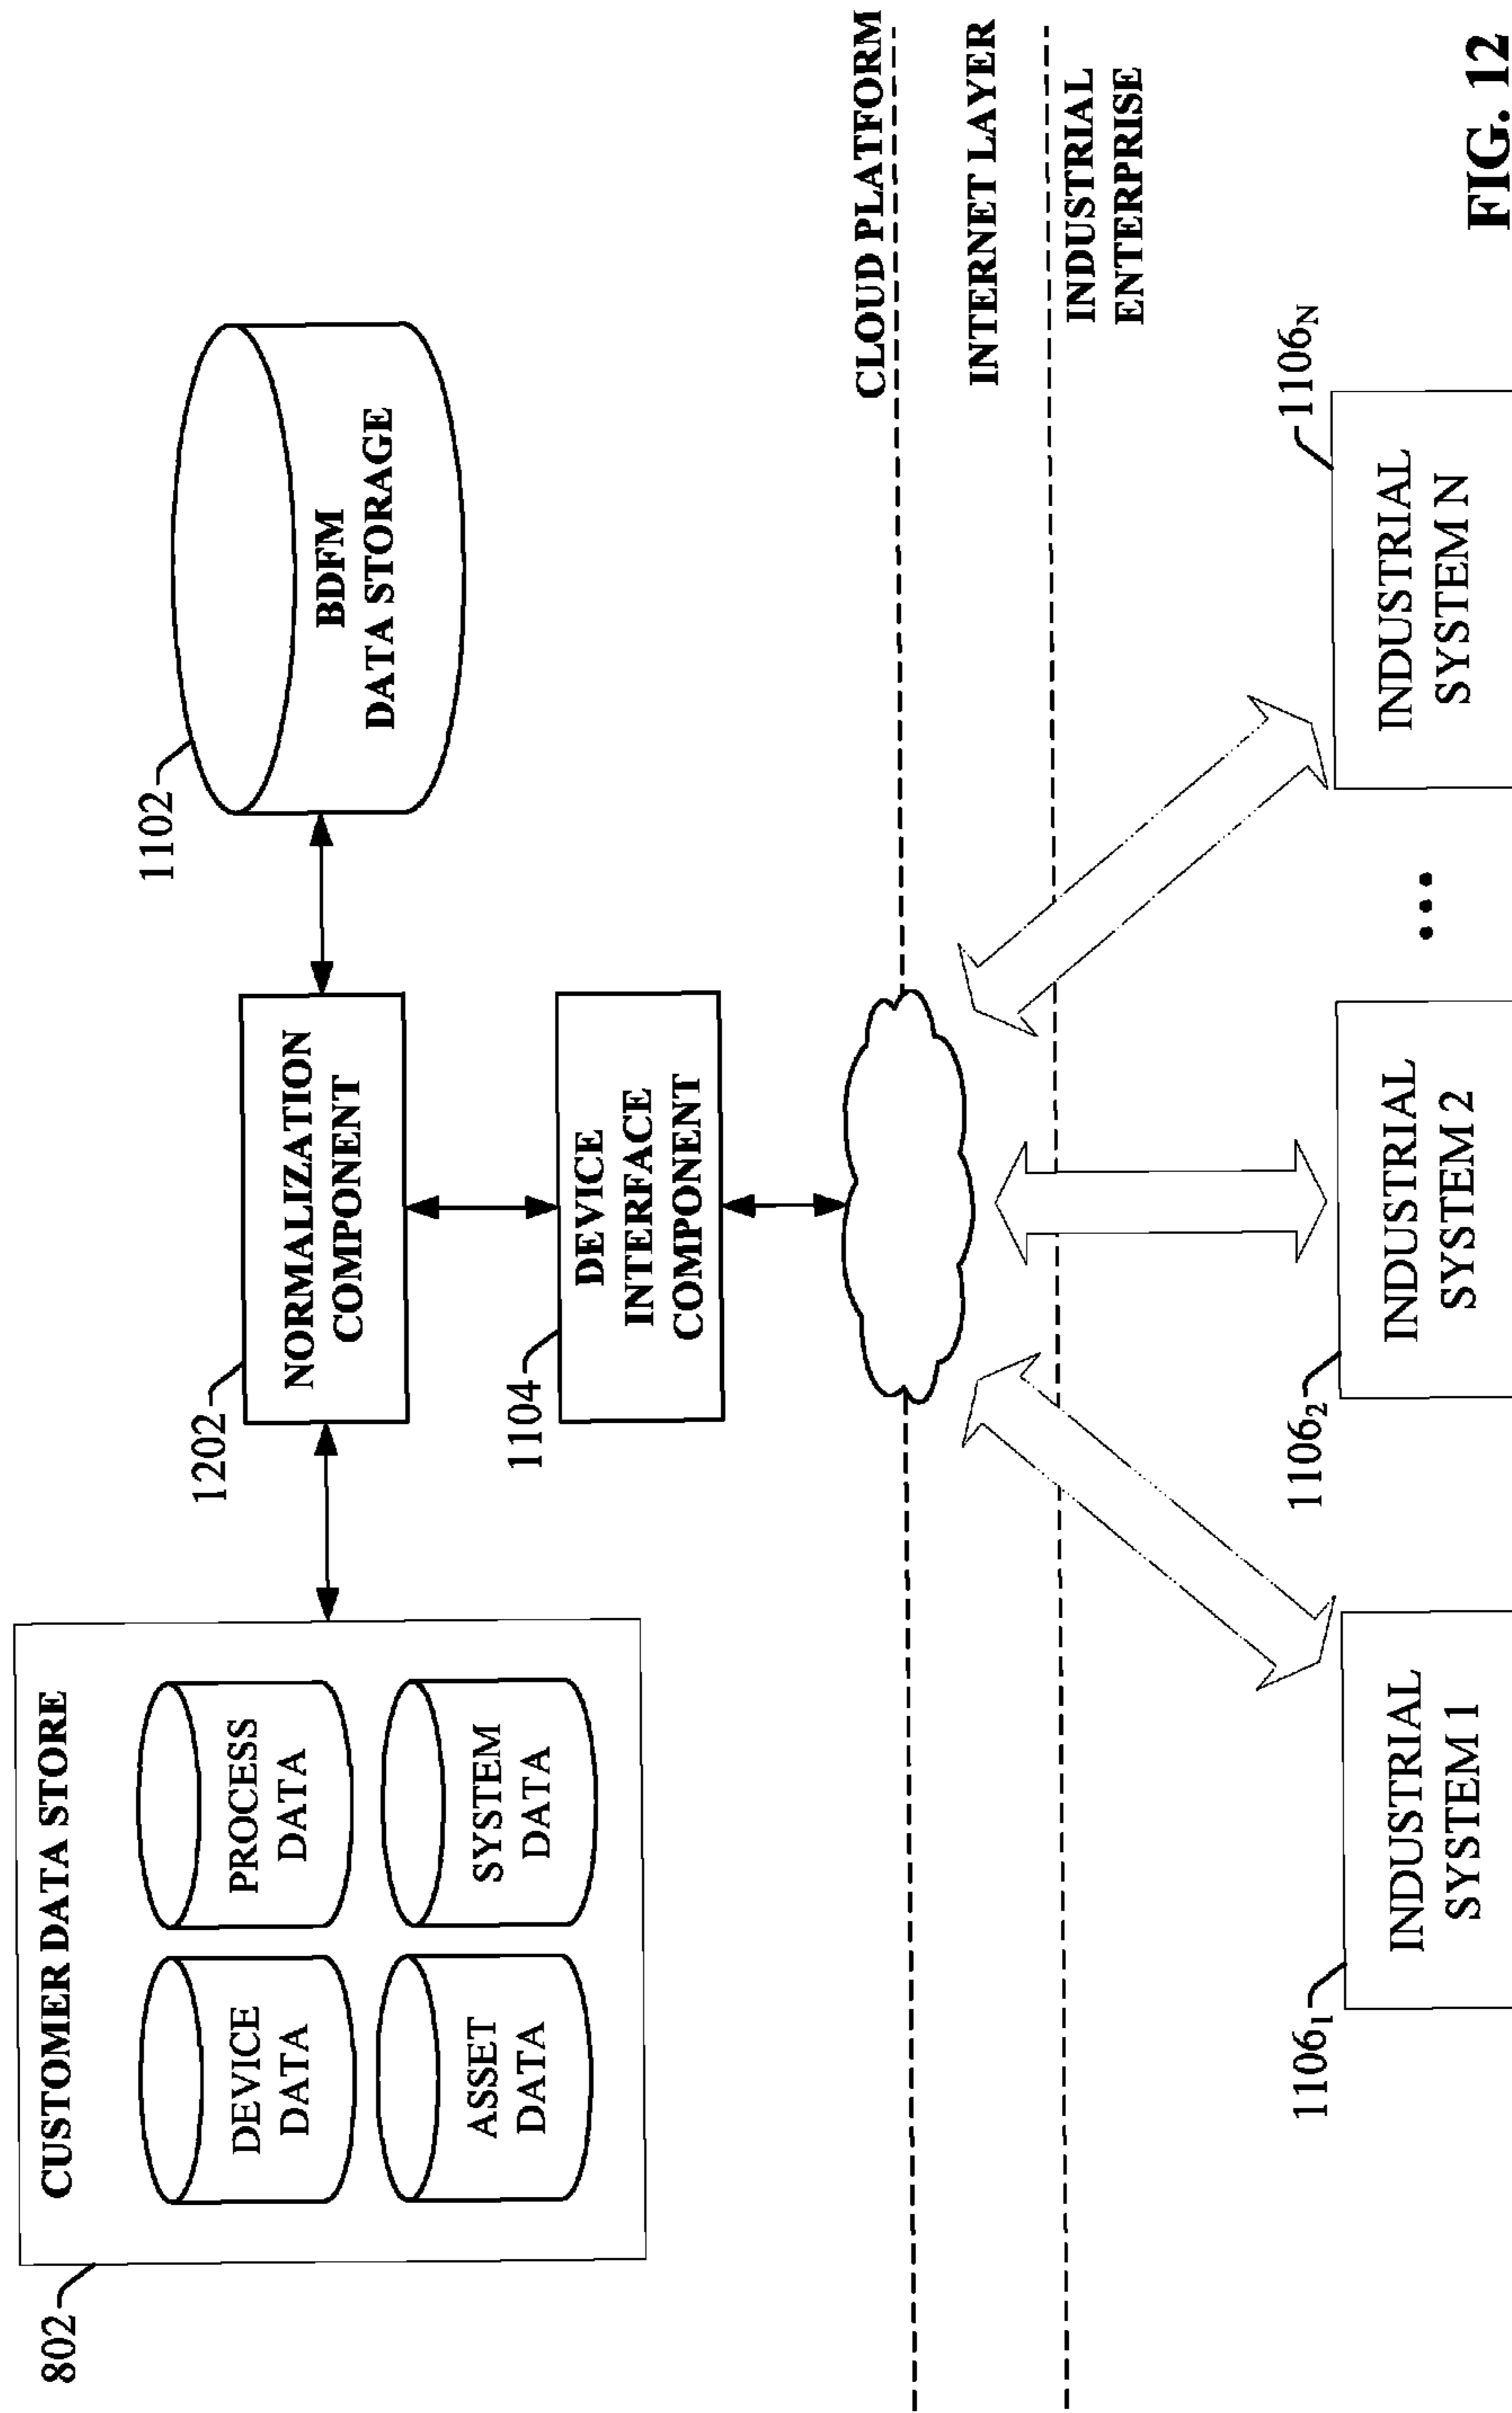 802
CUSTOMER DATA STORE
DEVICE
DATA
PROCESS
DATA
ASSET
DATA
SYSTEM
DATA
1202
NORMALIZATION
COMPONENT
1102
BDFM
DATA STORAGE
1104
DEVICE
INTERFACE
COMPONENT
CLOUD PLATFORM
INTERNET LAYER
INDUSTRIAL
ENTERPRISE
1106₁
INDUSTRIAL
SYSTEM 1
1106₂
INDUSTRIAL
SYSTEM 2
...
1106N
INDUSTRIAL
SYSTEM N
FIG. 12